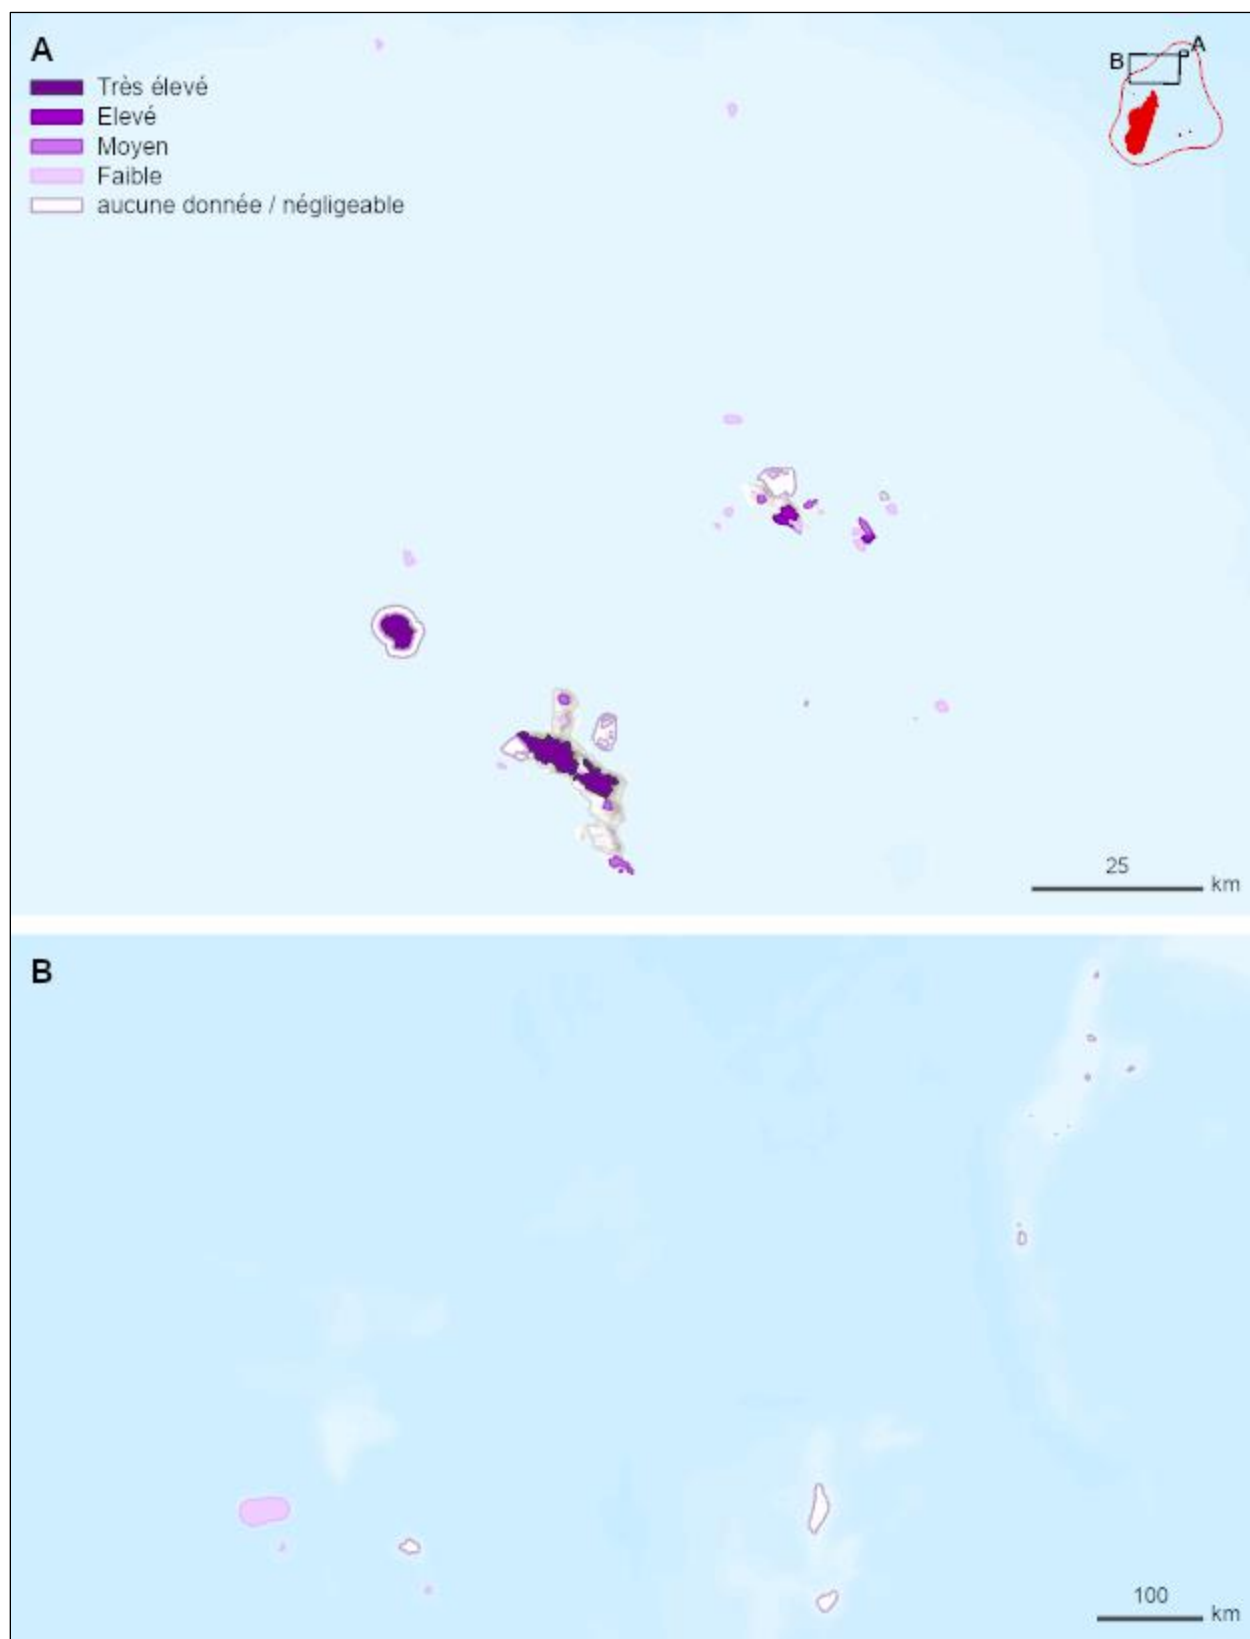 A
Très élevé
Elevé
Moyen
Faible
aucune donnée / négligeable
A
B
25
km
B
100
km